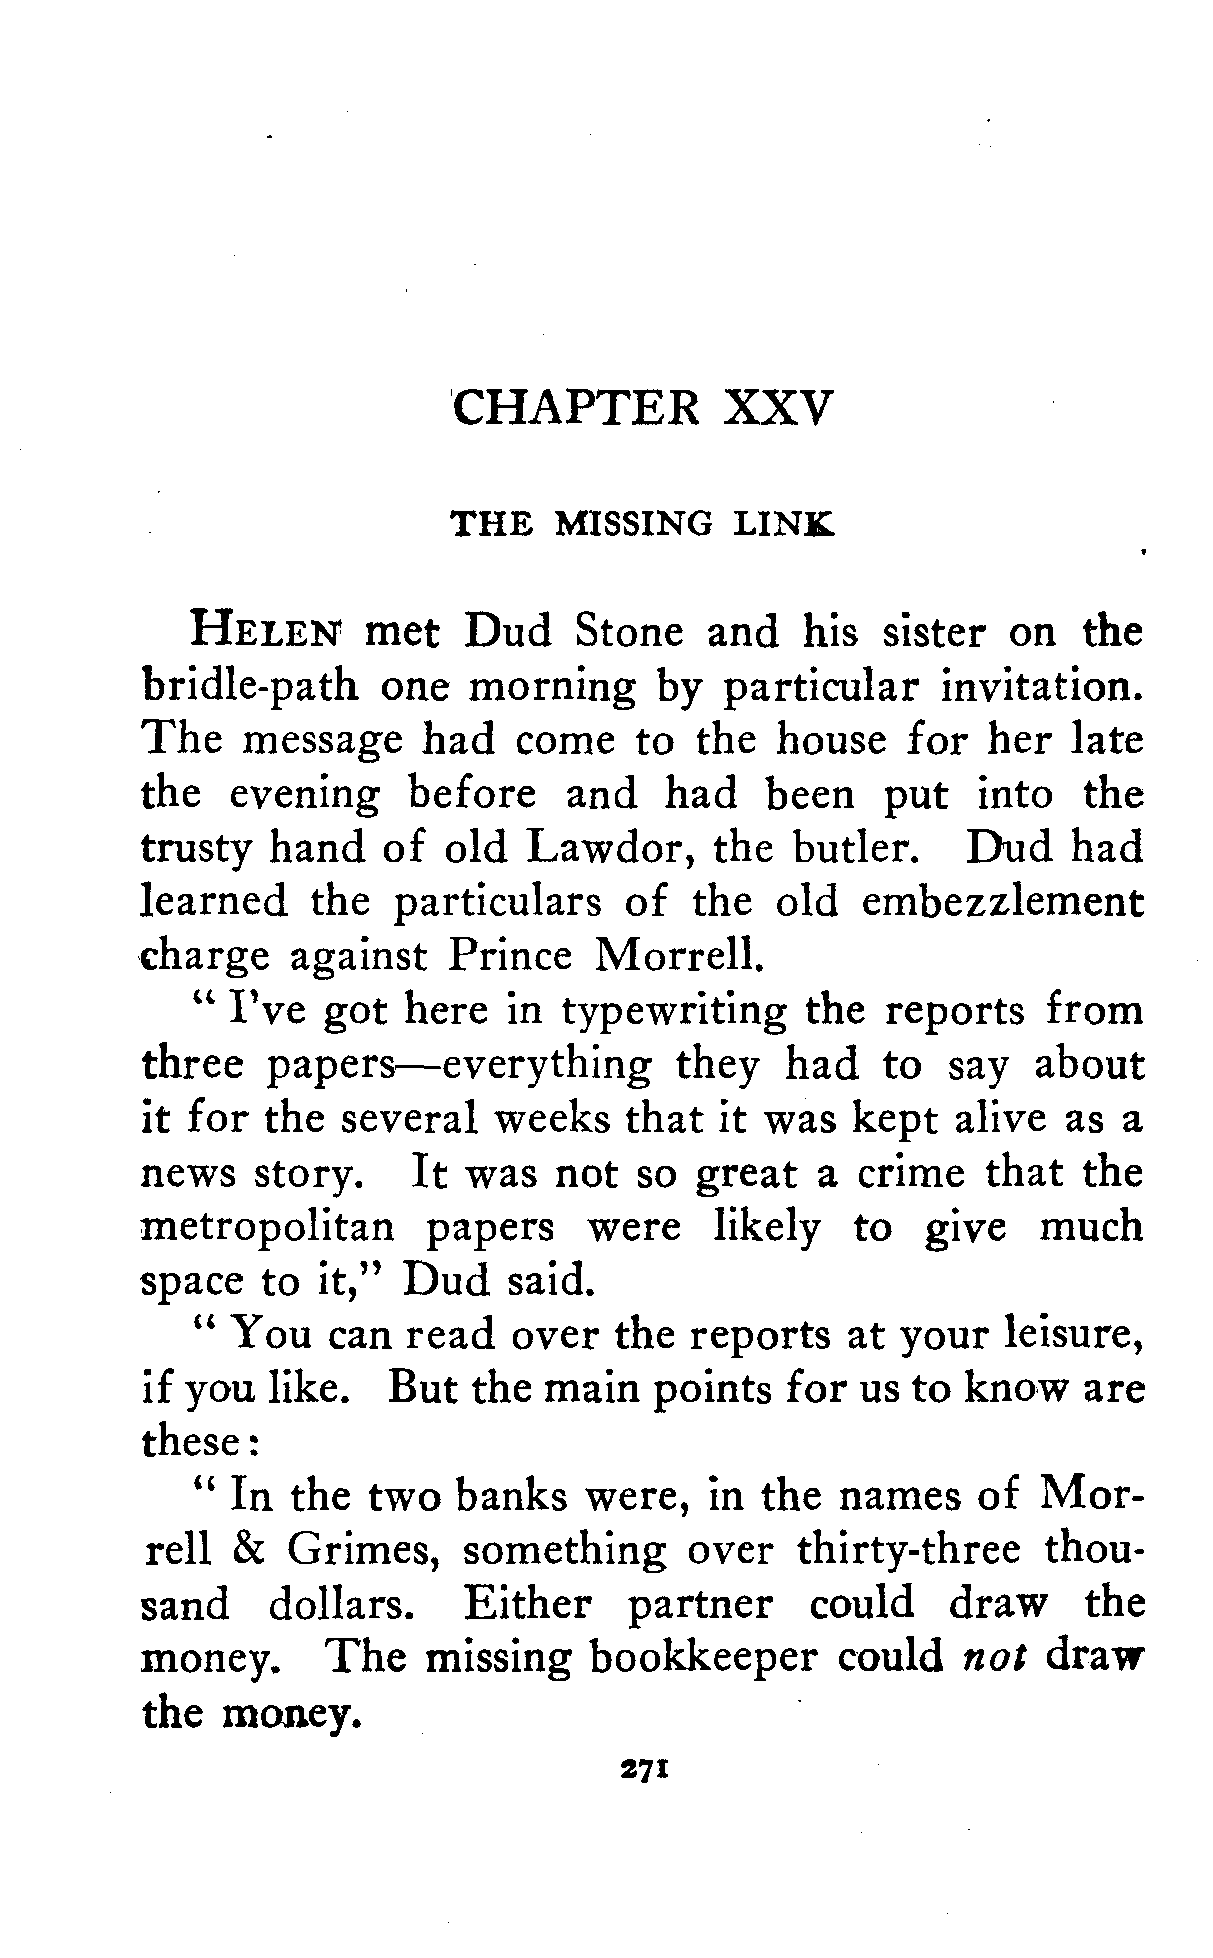 CHAPTER XXV
THE MISSING LINK
HELEN met Dud Stone and his sister on the
bridle-path one morning by particular invitation.
The message had come to the house for her late
the evening before and had been put into the
trusty hand of old Lawdor, the butler. Dud had
learned the particulars of the old embezzlement
charge against Prince Morrell.
" I've got here in typewriting the reports from
three papers—everything they had to say about
it for the several weeks that it was kept alive as a
news story. It was not so great a crime that the
metropolitan papers were likely to give much
space to it," Dud said.
" You can read over the reports at your leisure,
if you like. But the main points for us to know are
these:
" In the two banks were, in the names of Mor-
rell & Grimes, something over thirty-three thou-
sand dollars. Either partner could draw the
money. The missing bookkeeper could not draw
the money.
271